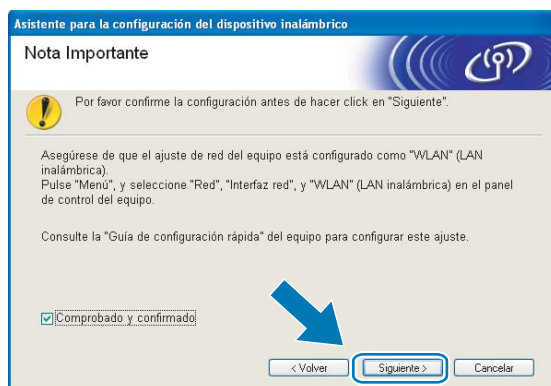 Asistente para la configuración del dispositivo inalámbrico
Nota Importante
Por favor confirme la configuración antes de hacer click en "Siguiente".
Asegúrese de que el ajuste de red del equipo está configurado como "WLAN" (LAN
inalámbrica).
Pulse "Menú", y seleccione "Red", "Interfaz red", y "WLAN" (LAN inalámbrica) en el panel
de control del equipo.
Consulte la "Guía de configuración rápida" del equipo para configurar este ajuste.
Comprobado y confirmado
< Volver
Siguiente >
Cancelar